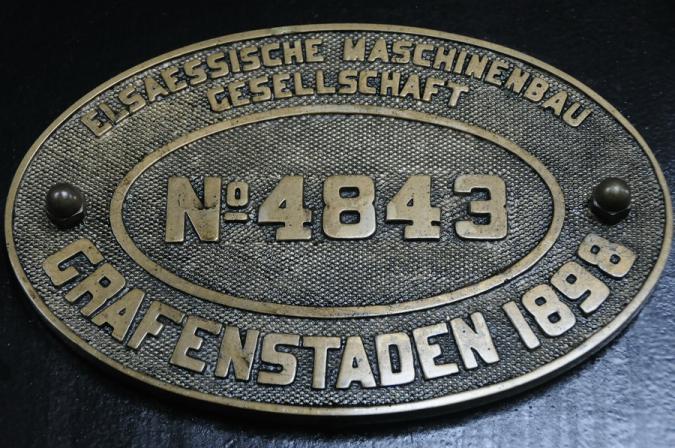 ELSAESSISCHE MASCHINENBAU
GESELLSCHAFT
Nº 4843
GRAFENSTADEN 1898